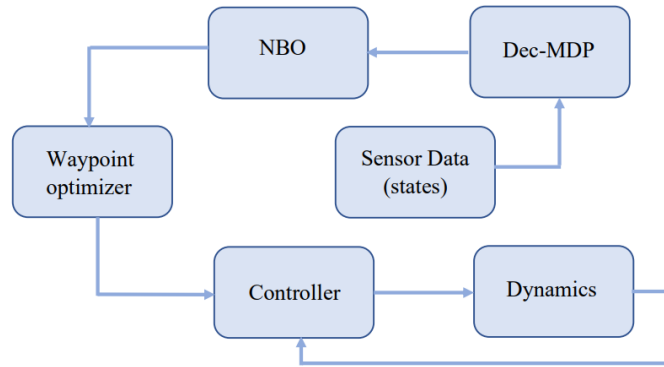 NBO
Dec-MDP
Waypoint
optimizer
Sensor Data
(states)
Controller
Dynamics